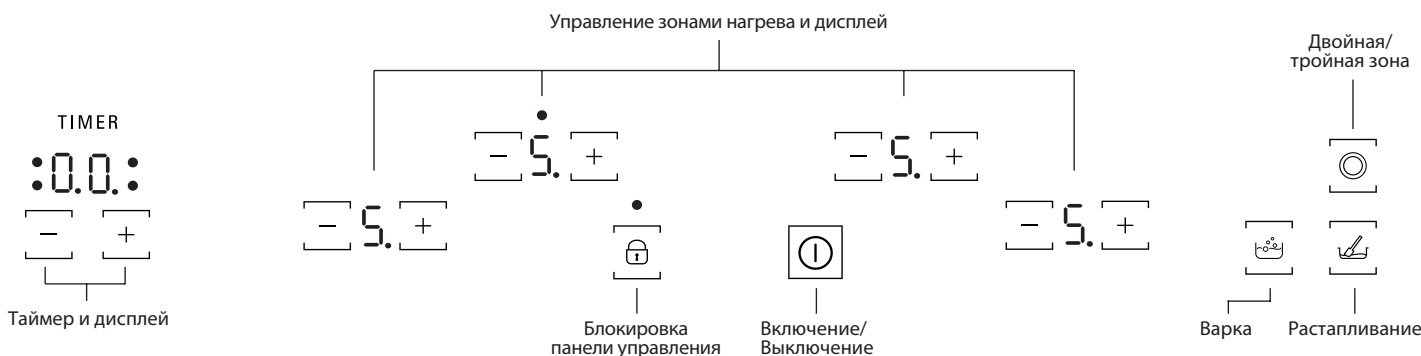 Управление зонами нагрева и дисплей
Двойная/
тройная зона
TIMER
:0.0.:
− +
− 5. +
− 5. +
− 5. +
− 5. +
Таймер и дисплей
Блокировка
панели управления
Включение/
Выключение
Варка
Растапливание